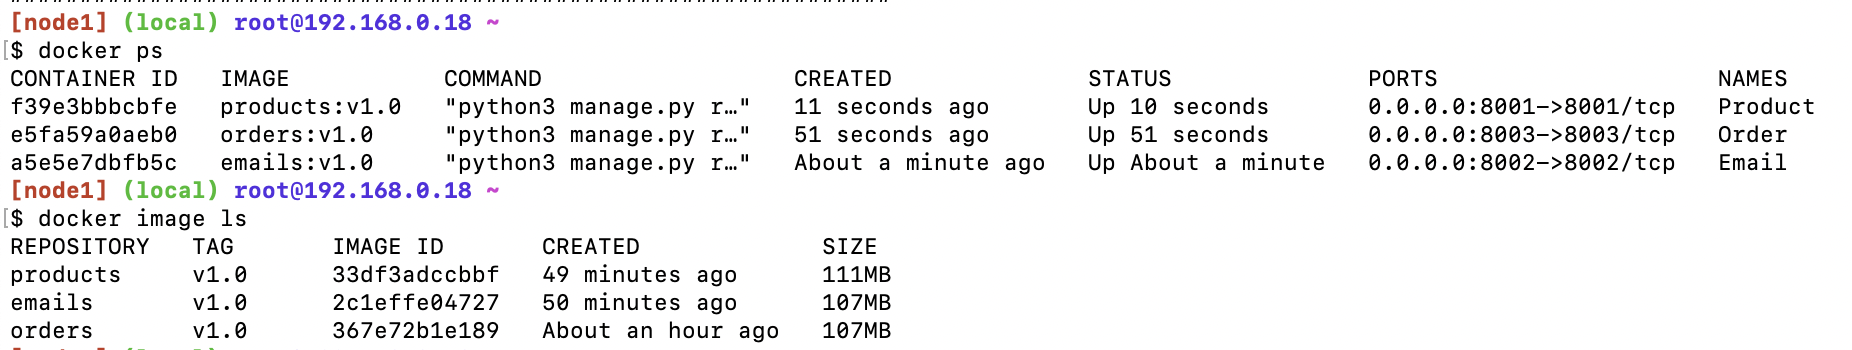 [node1] (local) root@192.168.0.18 ~
[$ docker ps
CONTAINER ID   IMAGE           COMMAND                  CREATED              STATUS              PORTS                    NAMES
f39e3bbbcbfe   products:v1.0   "python3 manage.py r…"   11 seconds ago       Up 10 seconds       0.0.0.0:8001->8001/tcp   Product
e5fa59a0aeb0   orders:v1.0     "python3 manage.py r…"   51 seconds ago       Up 51 seconds       0.0.0.0:8003->8003/tcp   Order
a5e5e7dbfb5c   emails:v1.0     "python3 manage.py r…"   About a minute ago   Up About a minute   0.0.0.0:8002->8002/tcp   Email
[node1] (local) root@192.168.0.18 ~
[$ docker image ls
REPOSITORY   TAG       IMAGE ID       CREATED             SIZE
products     v1.0      33df3adccbbf   49 minutes ago      111MB
emails       v1.0      2c1effe04727   50 minutes ago      107MB
orders       v1.0      367e72b1e189   About an hour ago   107MB